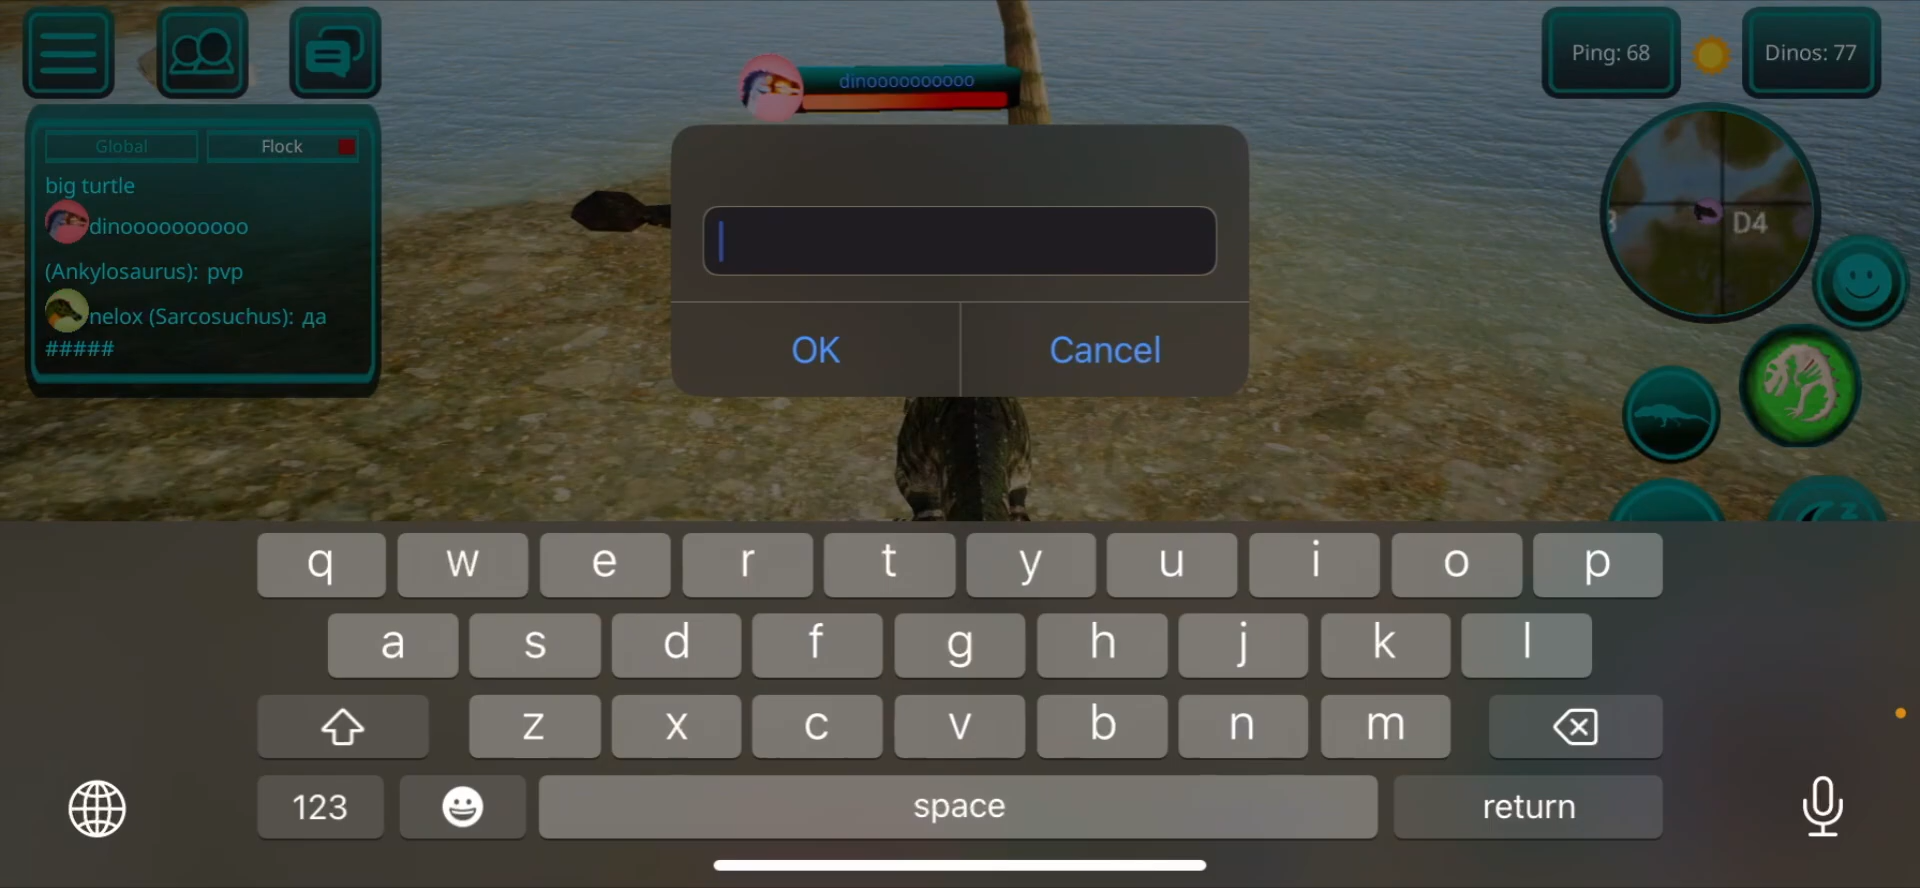 Ping: 68
Dinos: 77
dinoooooooooo
Global
Flock
big turtle
dinoooooooooo
(Ankylosaurus): pvp
nelox (Sarcosuchus): да
#####
D4
OK
Cancel
q w e r t y u i o p
a s d f g h j k l
z x c v b n m
123
space
return